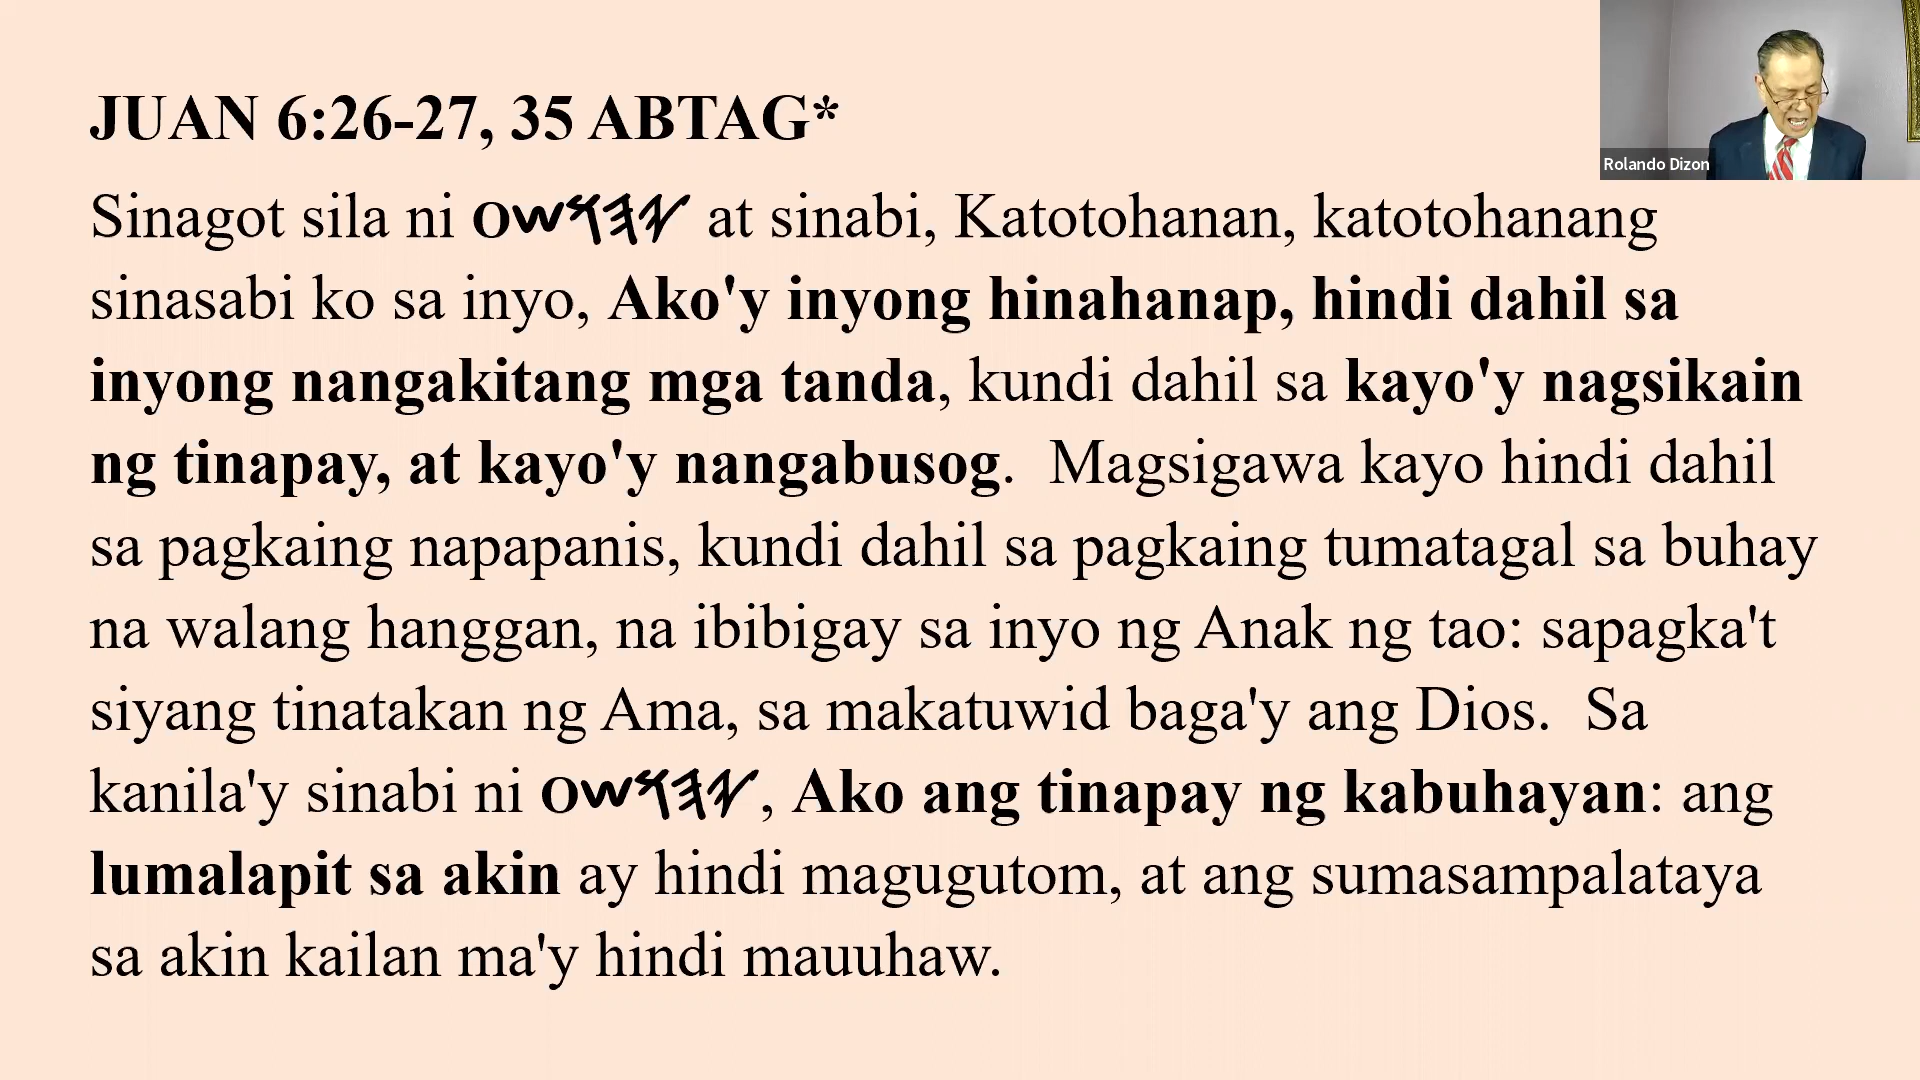 Rolando Dizon
JUAN 6:26-27, 35 ABTAG*
Sinagot sila ni 𐤉𐤄𐤅𐤔𐤏 at sinabi, Katotohanan, katotohanang
sinasabi ko sa inyo, Ako'y inyong hinahanap, hindi dahil sa
inyong nangakitang mga tanda, kundi dahil sa kayo'y nagsikain
ng tinapay, at kayo'y nangabusog. Magsigawa kayo hindi dahil
sa pagkaing napapanis, kundi dahil sa pagkaing tumatagal sa buhay
na walang hanggan, na ibibigay sa inyo ng Anak ng tao: sapagka't
siyang tinatakan ng Ama, sa makatuwid baga'y ang Dios. Sa
kanila'y sinabi ni 𐤉𐤄𐤅𐤔𐤏, Ako ang tinapay ng kabuhayan: ang
lumalapit sa akin ay hindi magugutom, at ang sumasampalataya
sa akin kailan ma'y hindi mauuhaw.